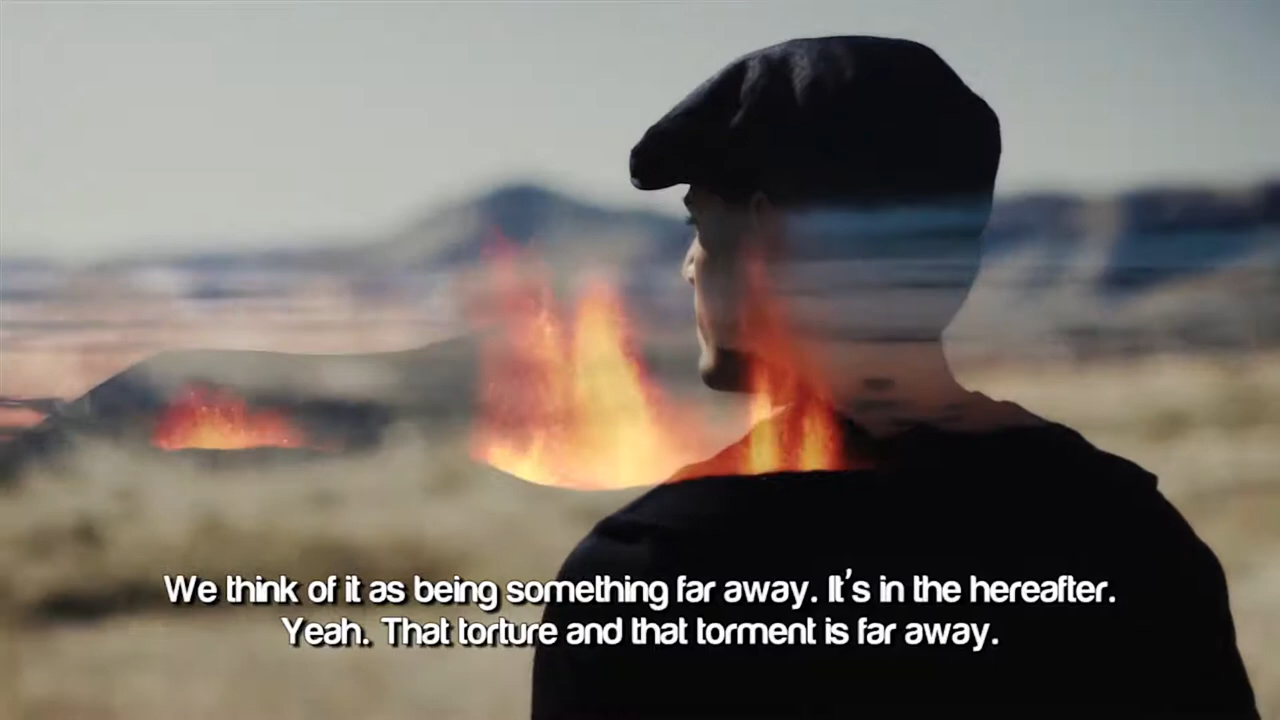 We think of it as being something far away. It's in the hereafter.
Yeah. That torture and that torment is far away.